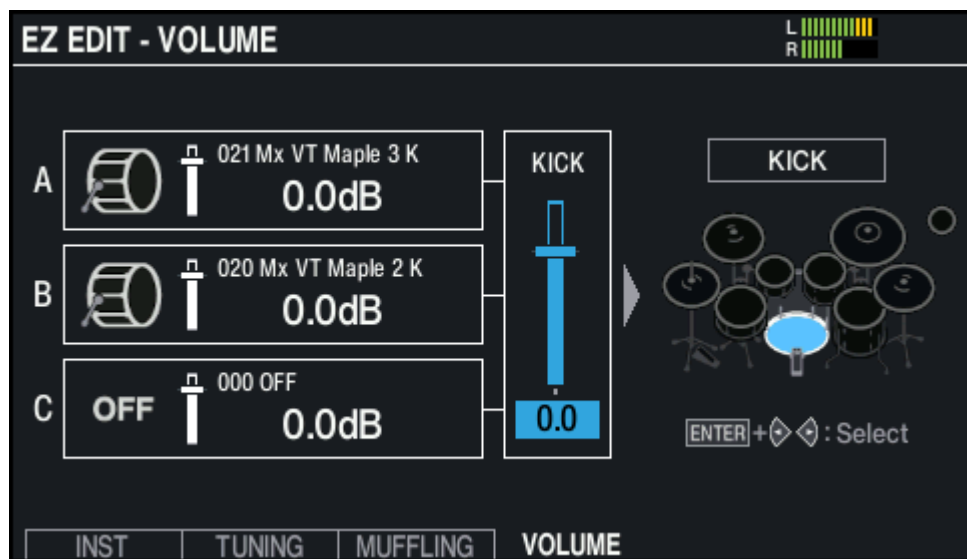 EZ EDIT - VOLUME
L
R
A
021 Mx VT Maple 3 K
0.0dB
B
020 Mx VT Maple 2 K
0.0dB
C
OFF
000 OFF
0.0dB
KICK
0.0
KICK
ENTER + : Select
INST TUNING MUFFLING VOLUME